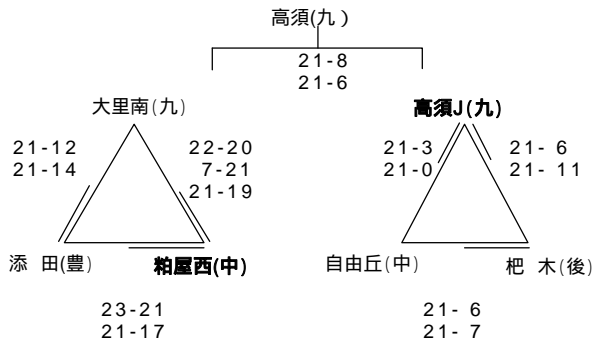 高須(九)
21-8
21-6
大里南(九)
高須J(九)
21-12
21-14
22-20
7-21
21-19
21-3
21-0
21- 6
21- 11
添 田(豊)
粕屋西(中)
自由丘(中)
杷 木(後)
23-21
21-17
21- 6
21- 7